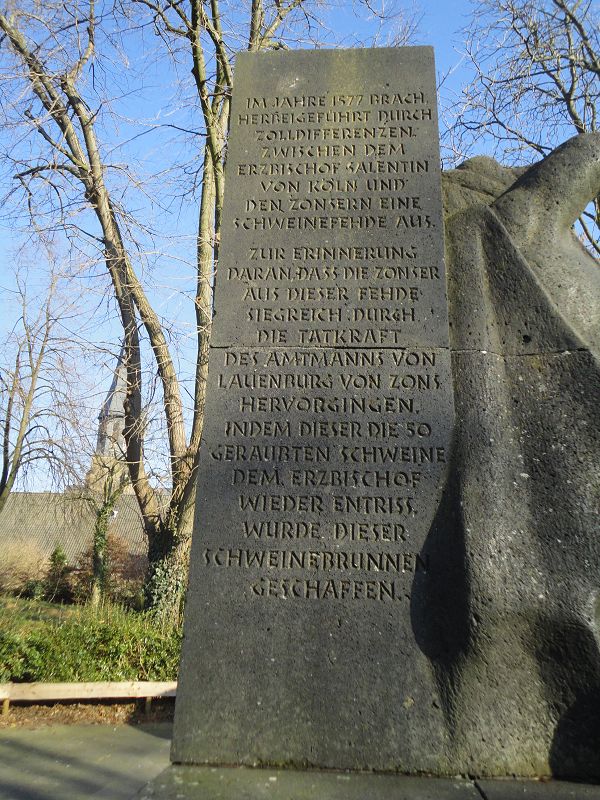 IM JAHRE 1577 BRACH,
HERBEIGEFÜHRT DURCH
ZOLLDIFFERENZEN,
ZWISCHEN DEM
ERZBISCHOF SALENTIN
VON KÖLN UND
DEN ZONSERN EINE
SCHWEINEFEHDE AUS.
ZUR ERINNERUNG
DARAN, DASS DIE ZONSER
AUS DIESER FEHDE
SIEGREICH DURCH
DIE TATKRAFT
DES AMTMANNS VON
LAUENBURG VON ZONS
HERVORGINGEN,
INDEM DIESER DIE 50
GERAUBTEN SCHWEINE
DEM ERZBISCHOF
WIEDER ENTRISS,
WURDE DIESER
SCHWEINEBRUNNEN
GESCHAFFEN.